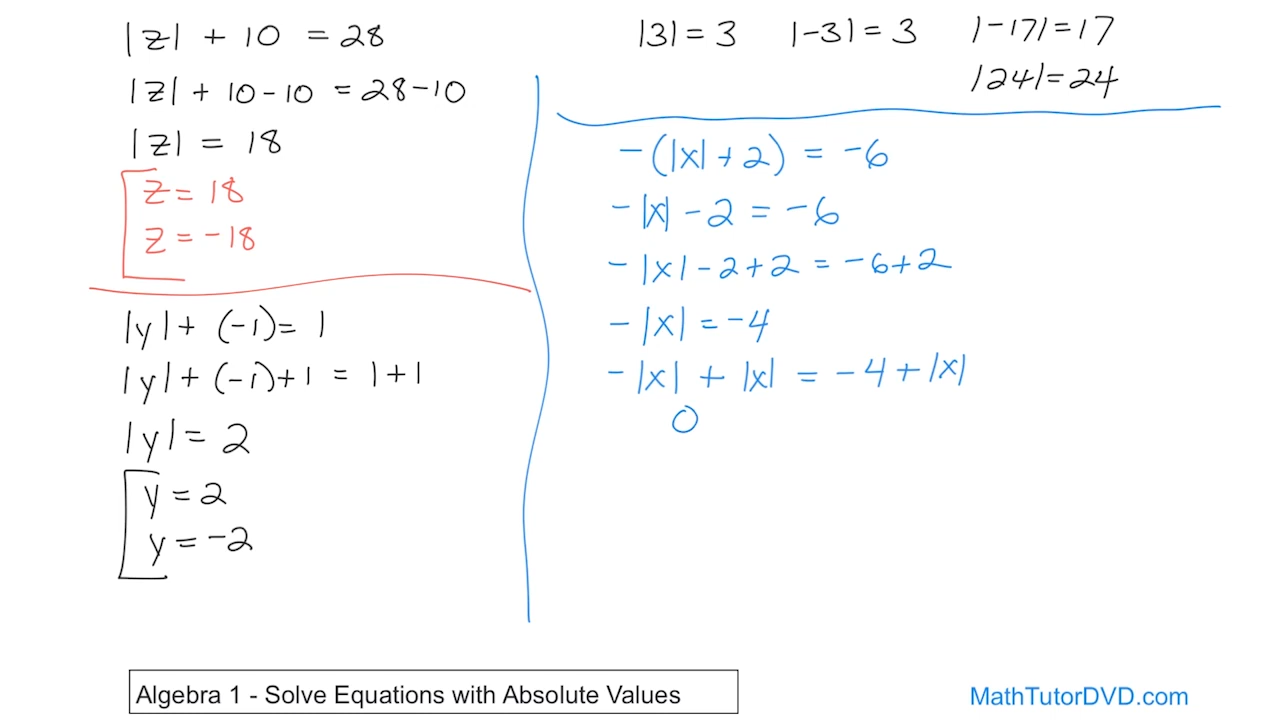 |z| + 10 = 28
|z| + 10 - 10 = 28 - 10
|z| = 18
z = 18
z = -18
|y| + (-1) = 1
|y| + (-1) + 1 = 1 + 1
|y| = 2
y = 2
y = -2
|3| = 3 |-3| = 3 |-17| = 17
|24| = 24
-(|x| + 2) = -6
-|x| - 2 = -6
-|x| - 2 + 2 = -6 + 2
-|x| = -4
-|x| + |x| = -4 + |x|
0
Algebra 1 - Solve Equations with Absolute Values
MathTutorDVD.com